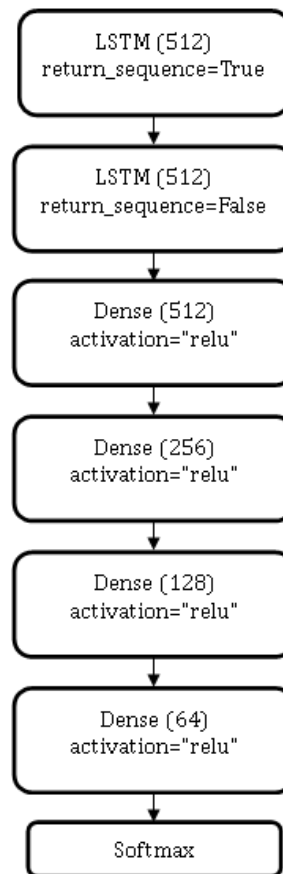 LSTM (512)
return_sequence=True
LSTM (512)
return_sequence=False
Dense (512)
activation="relu"
Dense (256)
activation="relu"
Dense (128)
activation="relu"
Dense (64)
activation="relu"
Softmax